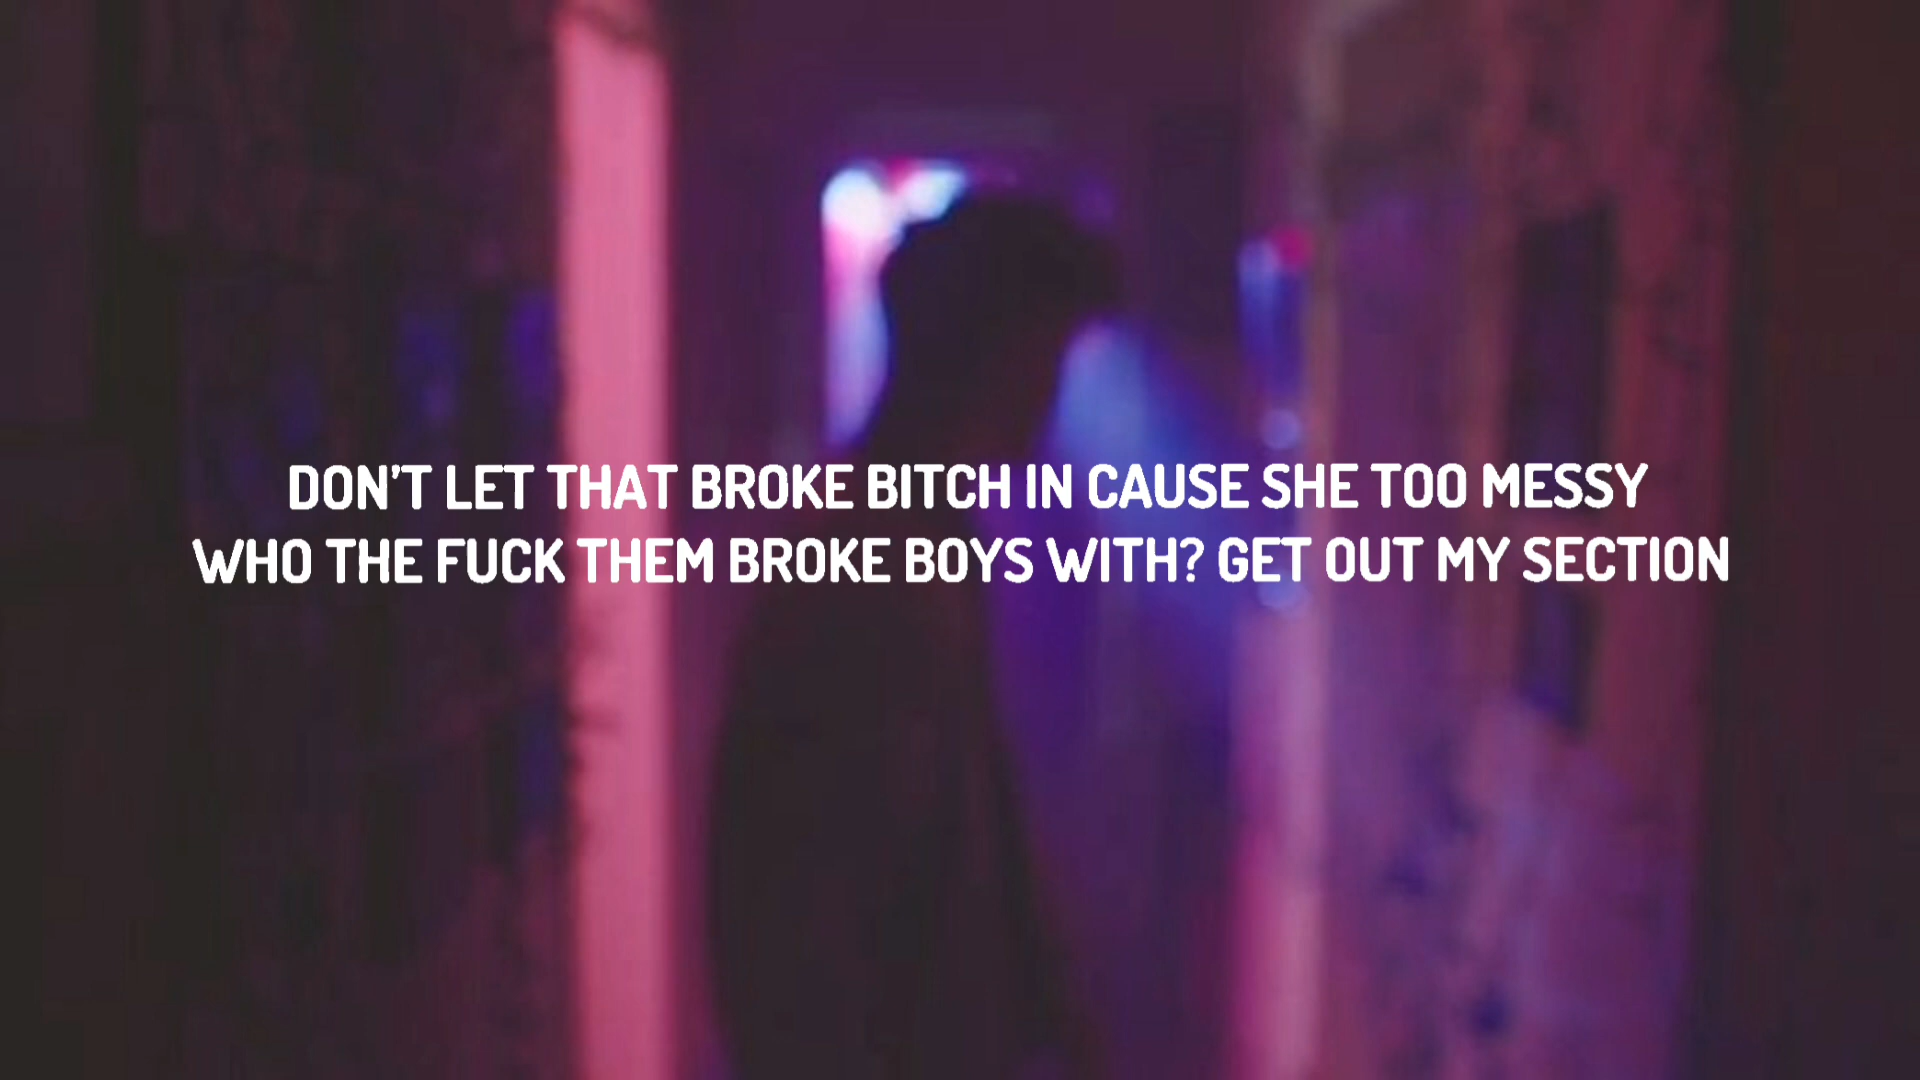 DON'T LET THAT BROKE BITCH IN CAUSE SHE TOO MESSY
WHO THE FUCK THEM BROKE BOYS WITH? GET OUT MY SECTION